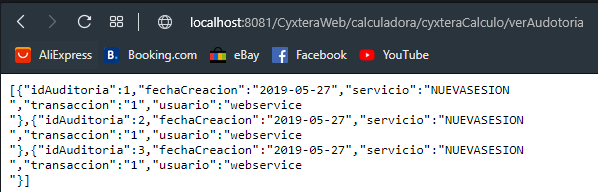 localhost:8081/CyxteraWeb/calculadora/cyxteraCalculo/verAudotoria
AliExpress B. Booking.com eBay Facebook YouTube
[{"idAuditoria":1,"fechaCreacion":"2019-05-27","servicio":"NUEVASESION
","transaccion":"1","usuario":"webservice
"},{"idAuditoria":2,"fechaCreacion":"2019-05-27","servicio":"NUEVASESION
","transaccion":"1","usuario":"webservice
"},{"idAuditoria":3,"fechaCreacion":"2019-05-27","servicio":"NUEVASESION
","transaccion":"1","usuario":"webservice
"}]